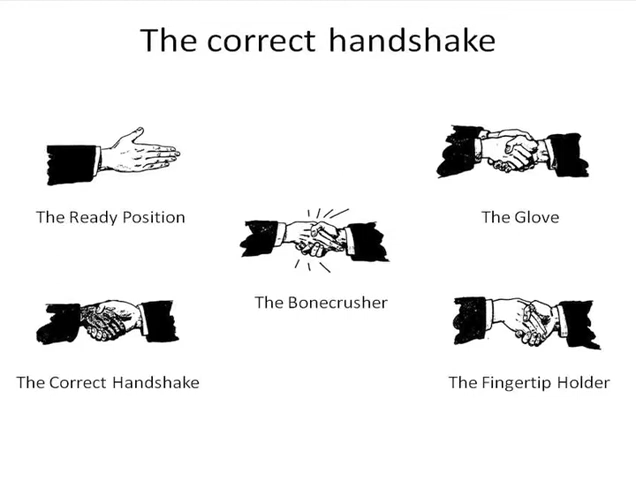 The correct handshake
The Ready Position
The Glove
The Bonecrusher
The Correct Handshake
The Fingertip Holder